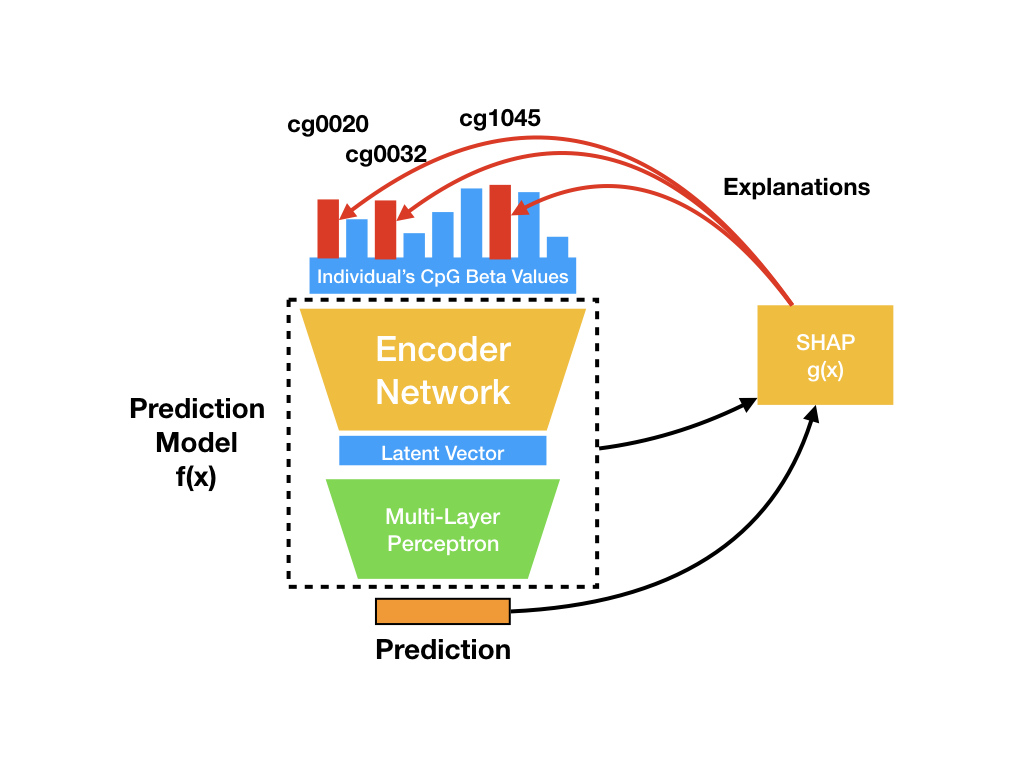 cg0020
cg1045
cg0032
Explanations
Individual's CpG Beta Values
Encoder
Network
SHAP
g(x)
Prediction
Model
f(x)
Latent Vector
Multi-Layer
Perceptron
Prediction